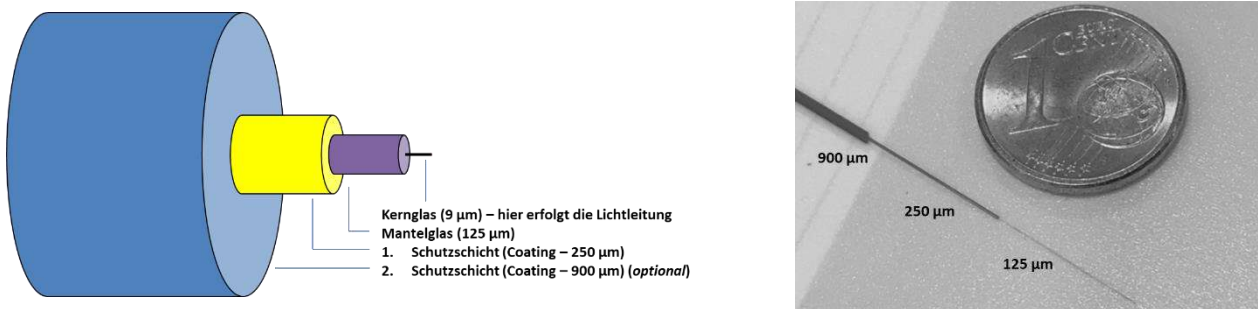 Kernglas (9 µm) – hier erfolgt die Lichtleitung
Mantelglas (125 µm)
1. Schutzschicht (Coating – 250 µm)
2. Schutzschicht (Coating – 900 µm) (optional)
900 µm
250 µm
125 µm
1
EURO
CENT